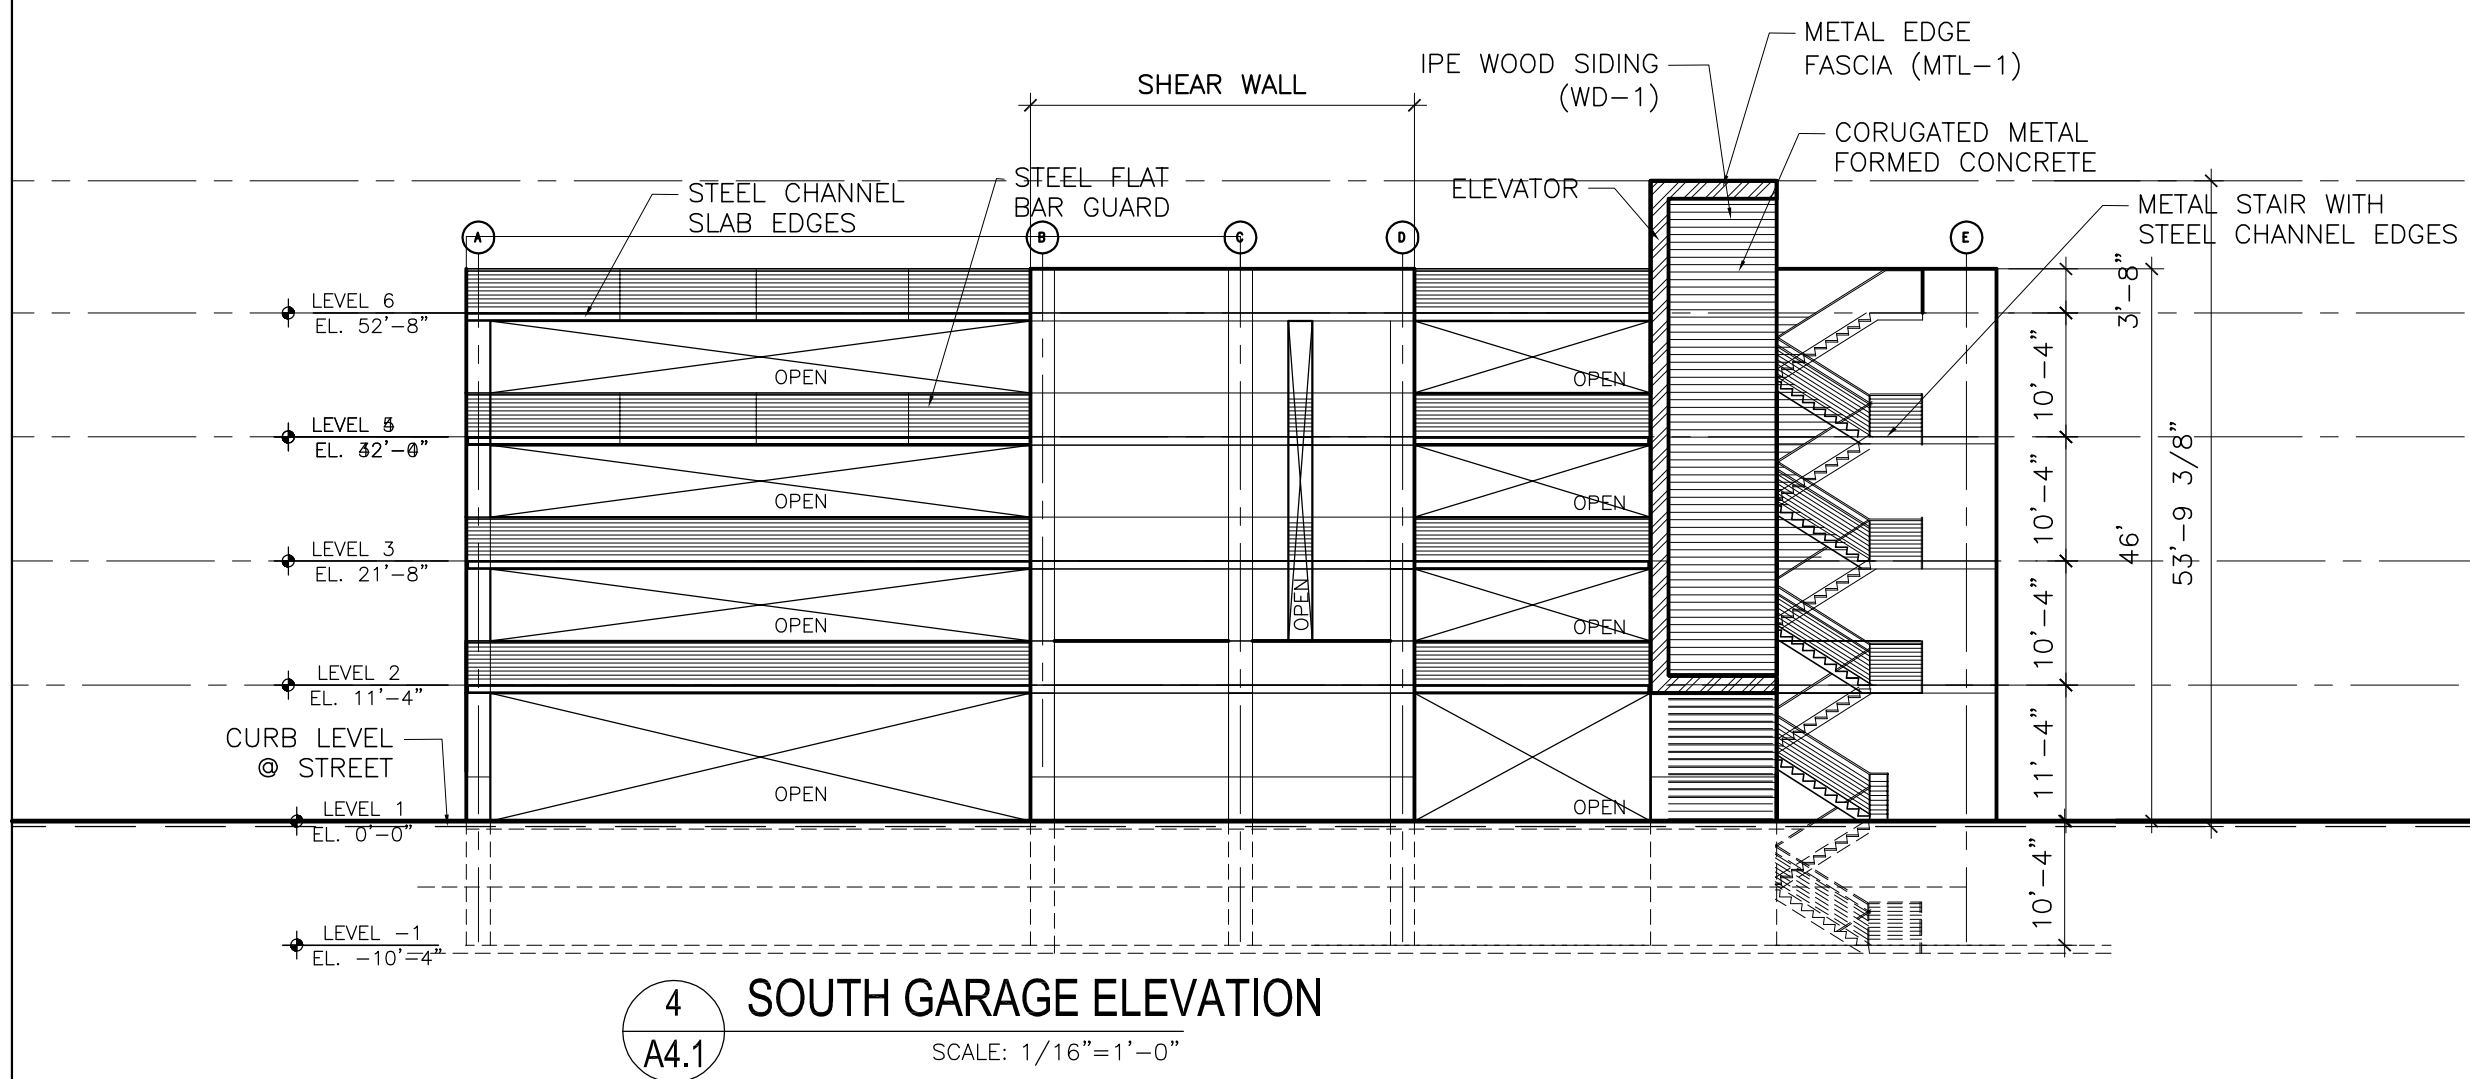 METAL EDGE
FASCIA (MTL-1)
IPE WOOD SIDING
(WD-1)
SHEAR WALL
CORUGATED METAL
FORMED CONCRETE
STEEL FLAT
BAR GUARD
STEEL CHANNEL
SLAB EDGES
ELEVATOR
METAL STAIR WITH
STEEL CHANNEL EDGES
A
B
C
D
E
LEVEL 6
EL. 52'-8"
3'-8"
OPEN
OPEN
10'-4"
LEVEL
EL.
53'-9 3/8"
OPEN
OPEN
10'-4"
46'
LEVEL 3
EL. 21'-8"
OPEN
OPEN
OPEN
10'-4"
LEVEL 2
EL. 11'-4"
CURB LEVEL
@ STREET
OPEN
OPEN
11'-4"
LEVEL 1
EL. 0'-0"
10'-4"
LEVEL -1
EL. -10'-4"
4
A4.1
SOUTH GARAGE ELEVATION
SCALE: 1/16"=1'-0"